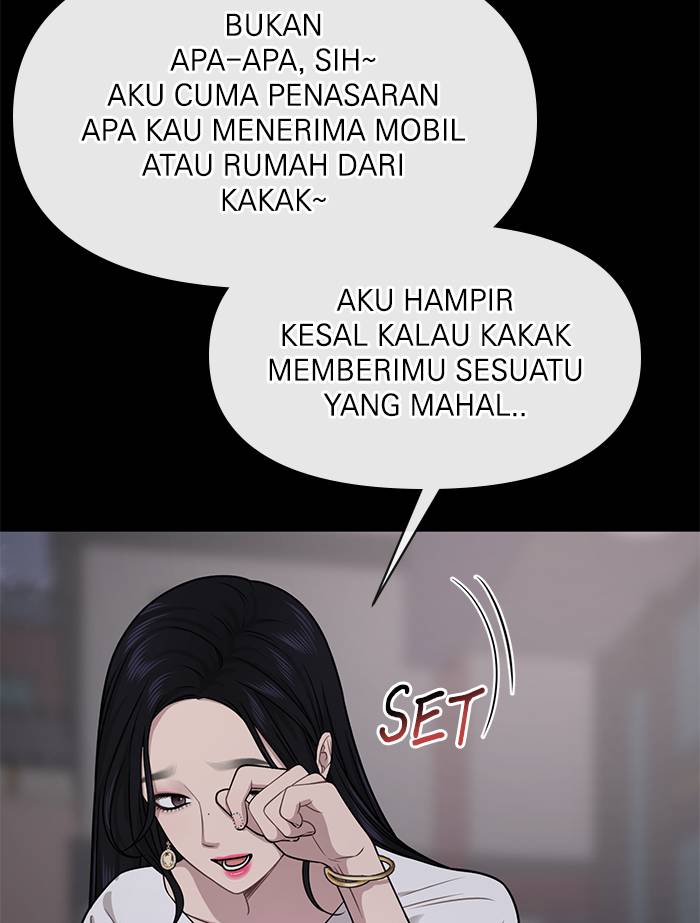 BUKAN
APA-APA, SIH~
AKU CUMA PENASARAN
APA KAU MENERIMA MOBIL
ATAU RUMAH DARI
KAKAK~
AKU HAMPIR
KESAL KALAU KAKAK
MEMBERIMU SESUATU
YANG MAHAL..
SET